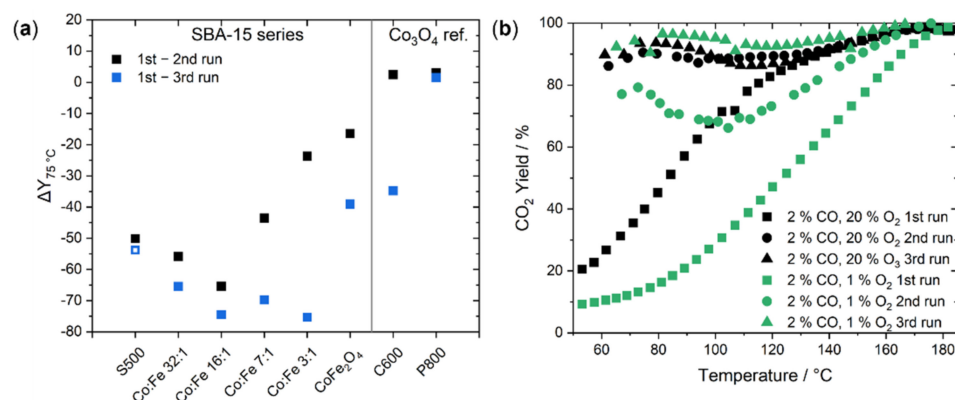 (a)
SBA-15 series
Co₃O₄ ref.
1st – 2nd run
1st – 3rd run
20
10
0
-10
-20
-30
-40
-50
-60
-70
-80
ΔY₇₅ °C
S500
Co:Fe 32:1
Co:Fe 16:1
Co:Fe 7:1
Co:Fe 3:1
CoFe₂O₄
C600
P800
(b)
100
80
60
40
20
0
CO₂ Yield / %
2 % CO, 20 % O₂ 1st run
2 % CO, 20 % O₂ 2nd run
2 % CO, 20 % O₃ 3rd run
2 % CO, 1 % O₂ 1st run
2 % CO, 1 % O₂ 2nd run
2 % CO, 1 % O₂ 3rd run
60
80
100
120
140
160
180
Temperature / °C